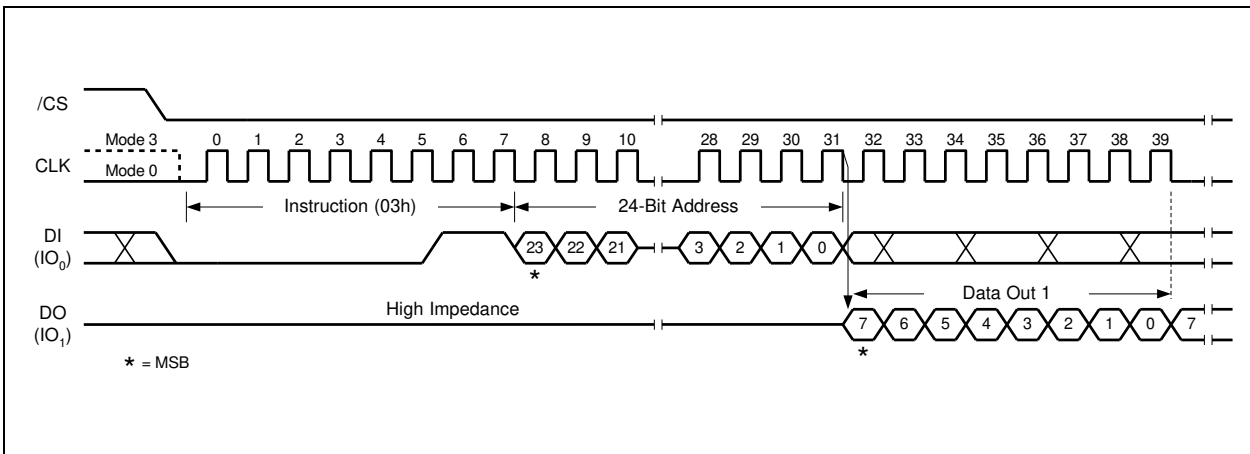 /CS
Mode 3 0 1 2 3 4 5 6 7 8 9 10 28 29 30 31 32 33 34 35 36 37 38 39
CLK
Mode 0
Instruction (03h) 24-Bit Address
DI
(IO₀)
23 22 21 3 2 1 0
*
High Impedance Data Out 1
DO
(IO₁)
7 6 5 4 3 2 1 0 7
*
* = MSB